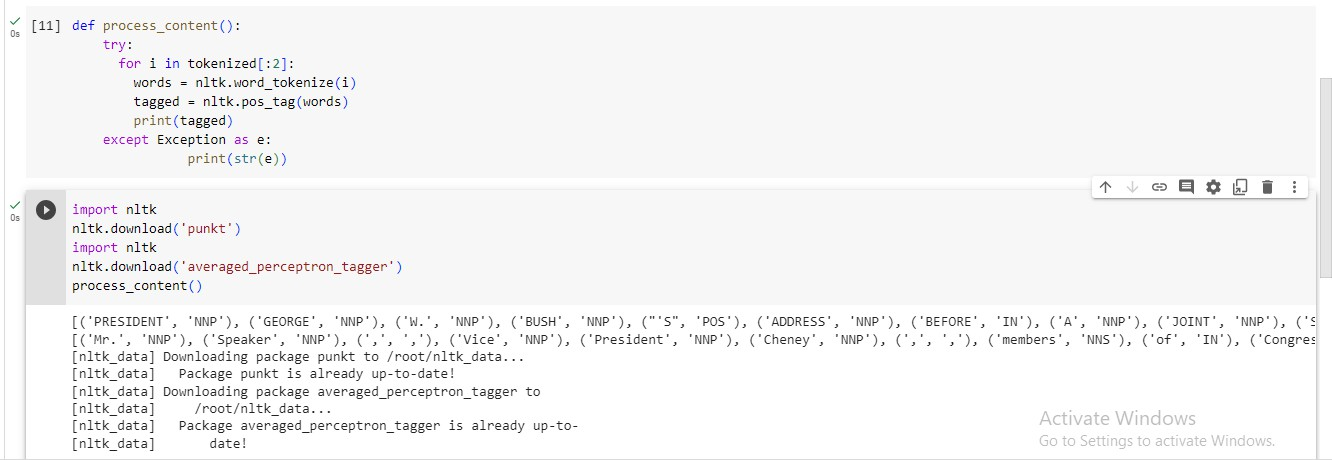 [11] def process_content():
try:
for i in tokenized[:2]:
words = nltk.word_tokenize(i)
tagged = nltk.pos_tag(words)
print(tagged)
except Exception as e:
print(str(e))
0s
import nltk
nltk.download('punkt')
import nltk
nltk.download('averaged_perceptron_tagger')
process_content()
0s
[('PRESIDENT', 'NNP'), ('GEORGE', 'NNP'), ('W.', 'NNP'), ('BUSH', 'NNP'), ("'S", 'POS'), ('ADDRESS', 'NNP'), ('BEFORE', 'IN'), ('A', 'NNP'), ('JOINT', 'NNP'), ('S
[('Mr.', 'NNP'), ('Speaker', 'NNP'), (',', ','), ('Vice', 'NNP'), ('President', 'NNP'), ('Cheney', 'NNP'), (',', ','), ('members', 'NNS'), ('of', 'IN'), ('Congres
[nltk_data] Downloading package punkt to /root/nltk_data...
[nltk_data]   Package punkt is already up-to-date!
[nltk_data] Downloading package averaged_perceptron_tagger to
[nltk_data]     /root/nltk_data...
[nltk_data]   Package averaged_perceptron_tagger is already up-to-
[nltk_data]       date!
Activate Windows
Go to Settings to activate Windows.